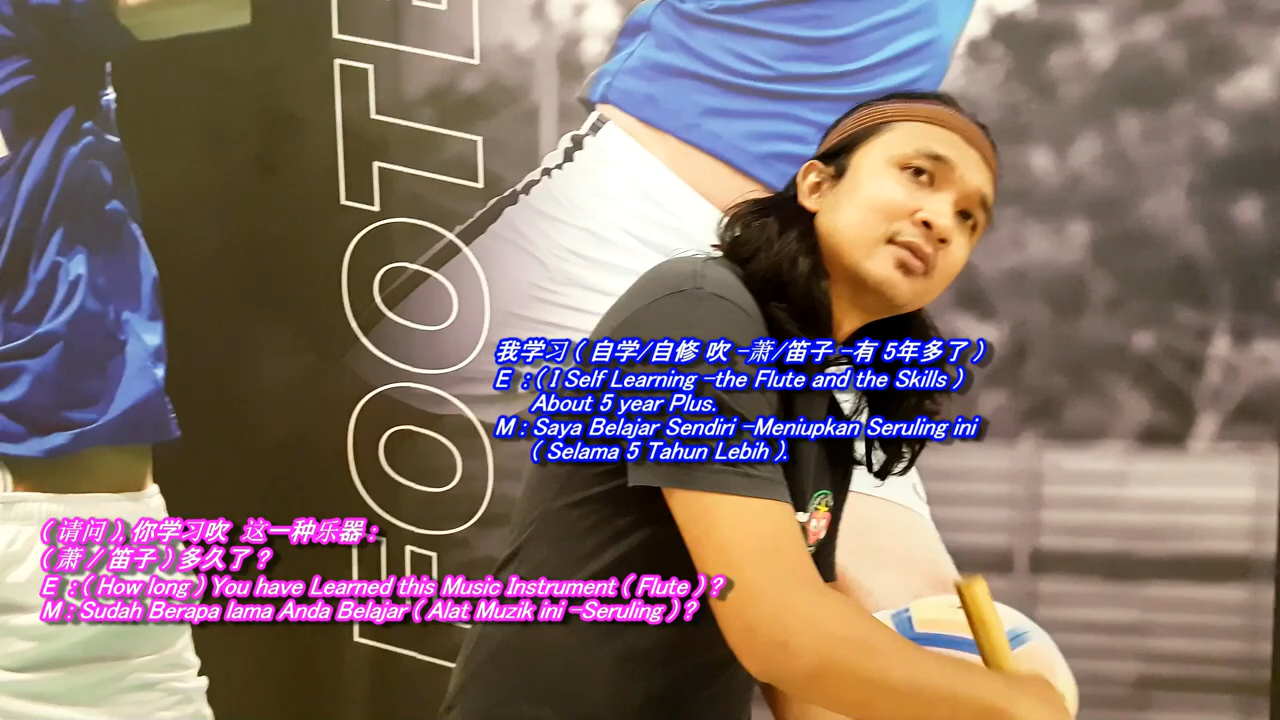 FOOTB
我学习 ( 自学/自修 吹 -萧/笛子 -有 5年多了 )
E : ( I Self Learning -the Flute and the Skills )
About 5 year Plus.
M : Saya Belajar Sendiri -Meniupkan Seruling ini
( Selama 5 Tahun Lebih ).
( 请问 ), 你学习吹 这一种乐器 :
( 萧 / 笛子 ) 多久了 ?
E : ( How long ) You have Learned this Music Instrument ( Flute ) ?
M : Sudah Berapa lama Anda Belajar ( Alat Muzik ini -Seruling ) ?